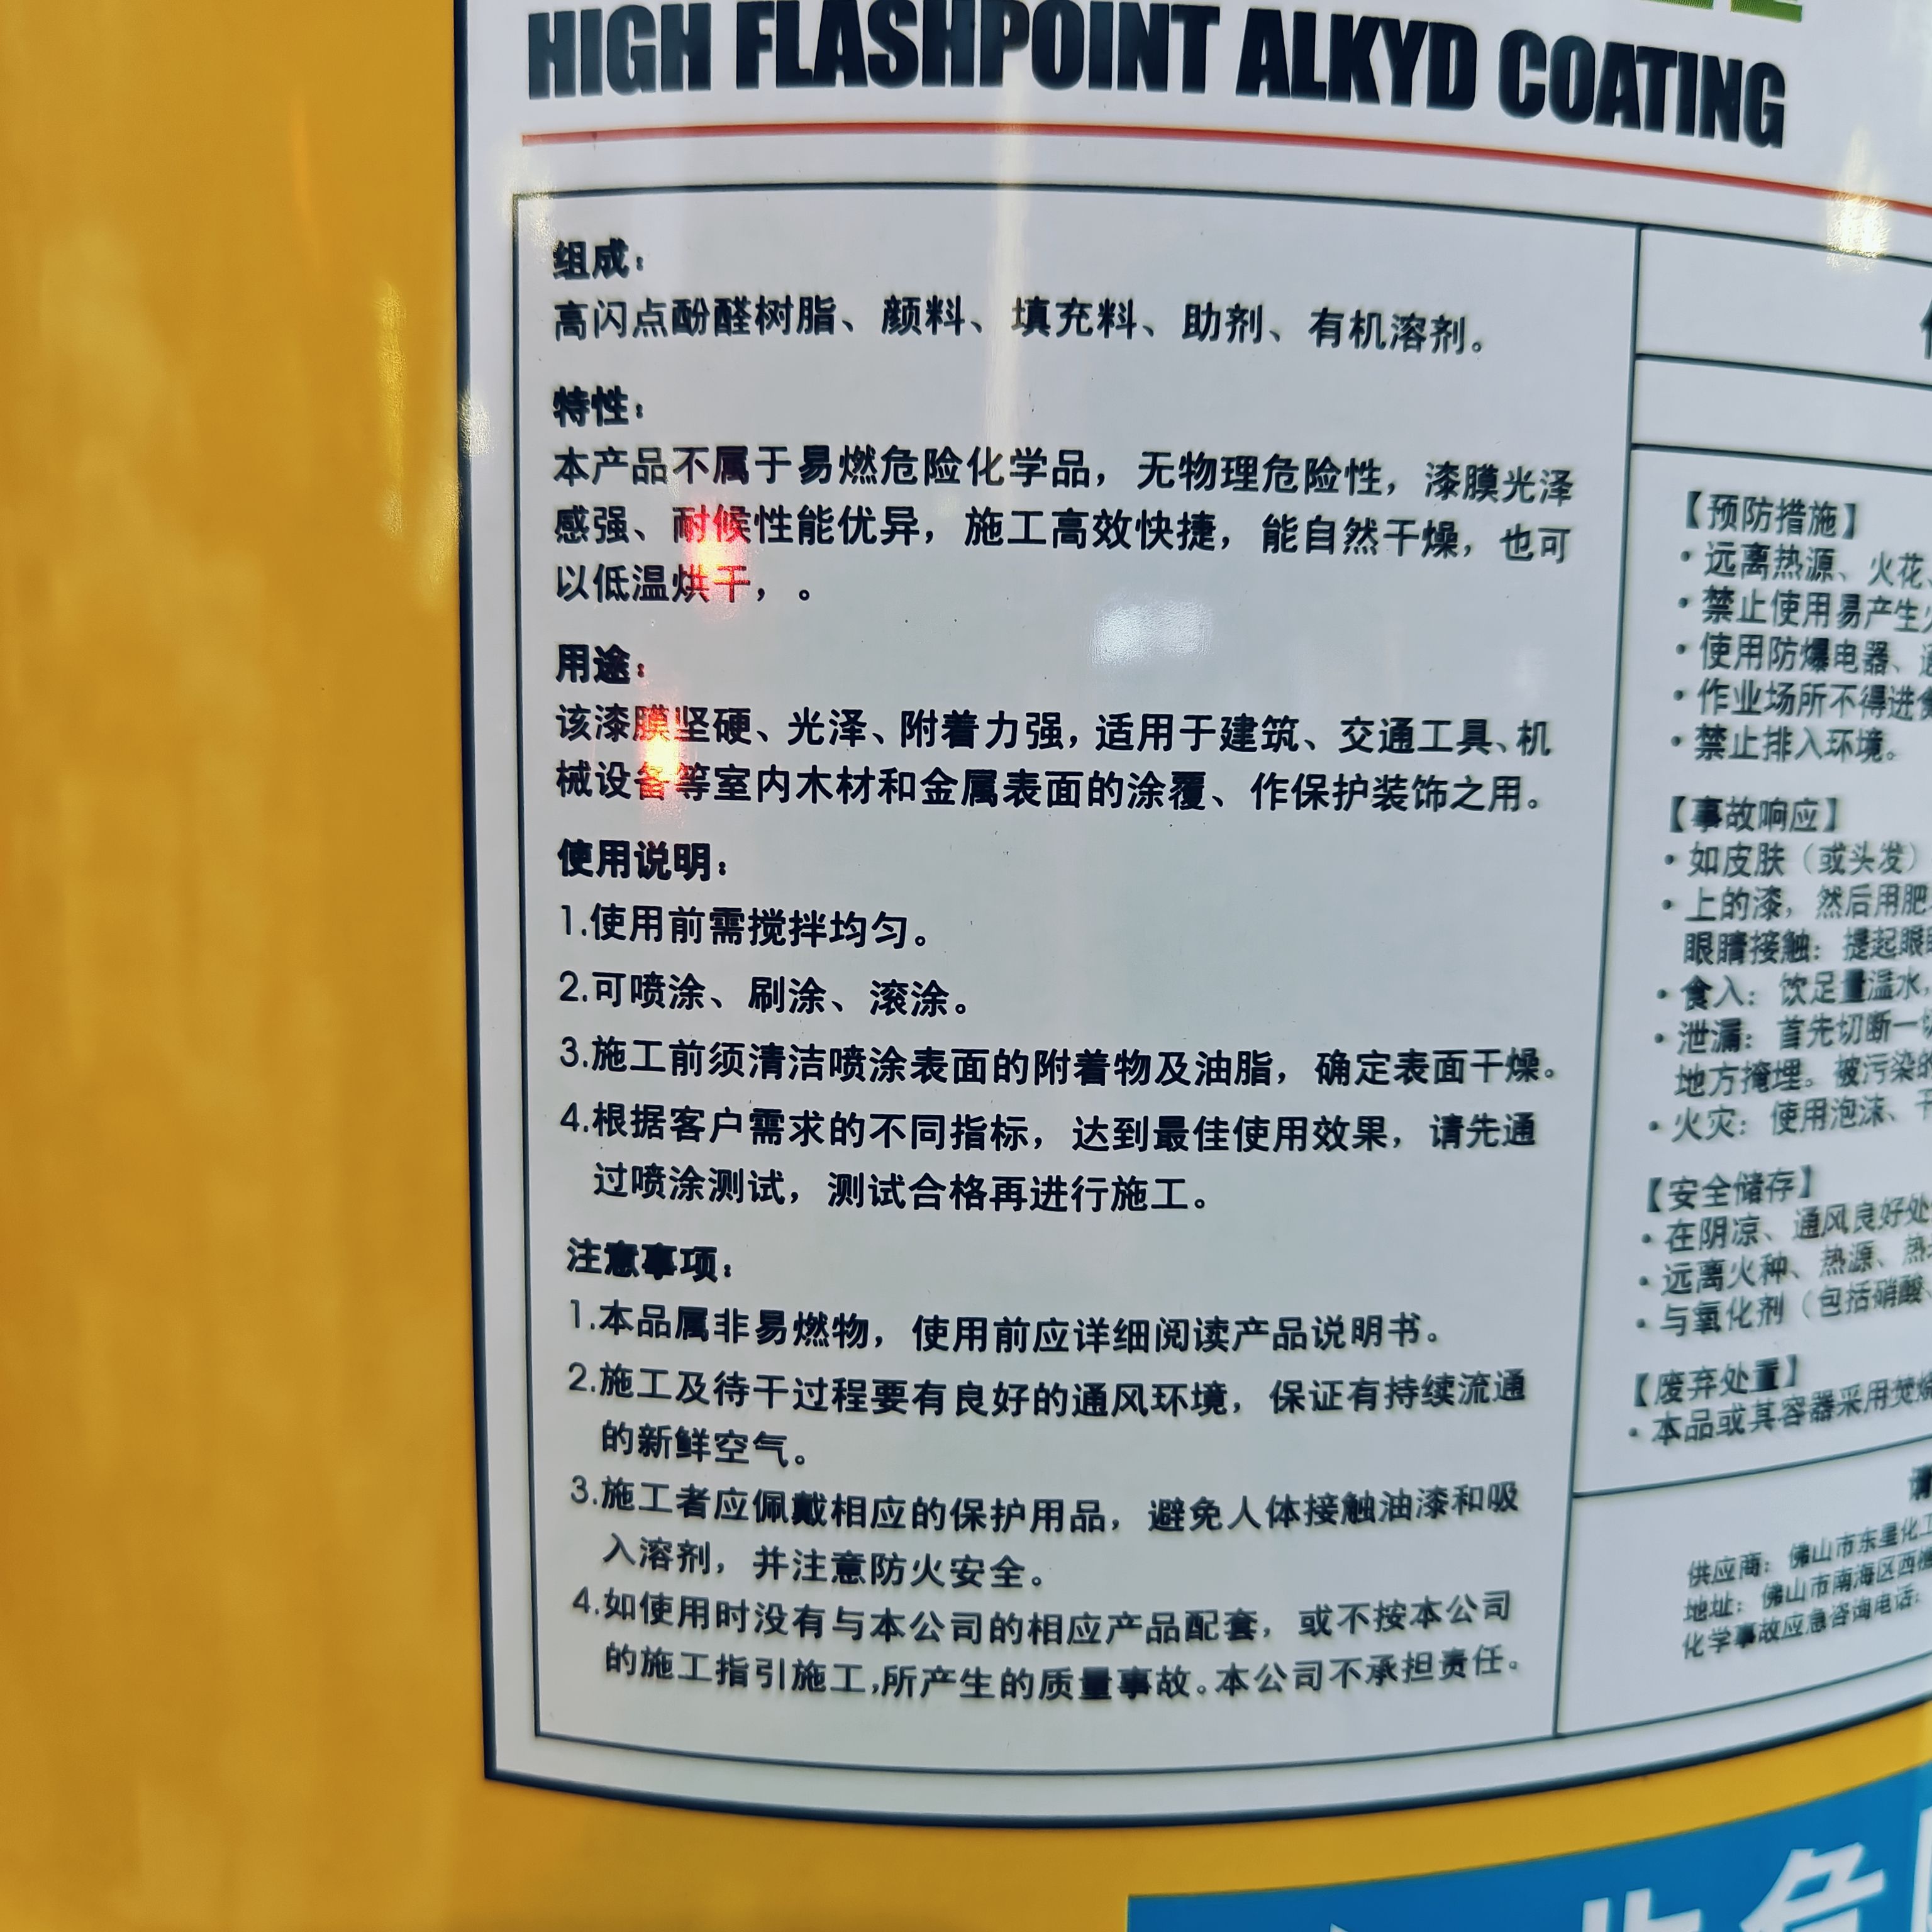 HIGH FLASHPOINT ALKYD COATING
组成：
高闪点酚醛树脂、颜料、填充料、助剂、有机溶剂。
特性：
本产品不属于易燃危险化学品，无物理危险性，漆膜光泽
感强、耐候性能优异，施工高效快捷，能自然干燥，也可
以低温烘干，。
用途：
该漆膜坚硬、光泽、附着力强，适用于建筑、交通工具、机
械设备等室内木材和金属表面的涂覆、作保护装饰之用。
使用说明：
1.使用前需搅拌均匀。
2.可喷涂、刷涂、滚涂。
3.施工前须清洁喷涂表面的附着物及油脂，确定表面干燥。
4.根据客户需求的不同指标，达到最佳使用效果，请先通
过喷涂测试，测试合格再进行施工。
注意事项：
1.本品属非易燃物，使用前应详细阅读产品说明书。
2.施工及待干过程要有良好的通风环境，保证有持续流通
的新鲜空气。
3.施工者应佩戴相应的保护用品，避免人体接触油漆和吸
入溶剂，并注意防火安全。
4.如使用时没有与本公司的相应产品配套，或不按本公司
的施工指引施工，所产生的质量事故。本公司不承担责任。
【预防措施】
·远离热源、火花、
·禁止使用易产生
·使用防爆电器、
·作业场所不得进
·禁止排入环境。
【事故响应】
·如皮肤（或头发）
·上的漆，然后用肥
眼睛接触：提起眼
·食入：饮足量温水，
·泄漏：首先切断一
地方掩埋。被污染的
·火灾：使用泡沫、干
【安全储存】
·在阴凉、通风良好处
·远离火种、热源、热
·与氧化剂（包括硝酸、
【废弃处置】
·本品或其容器采用焚烧
请
供应商：佛山市东星化工
地址：佛山市南海区西樵
化学事故应急咨询电话：
非危